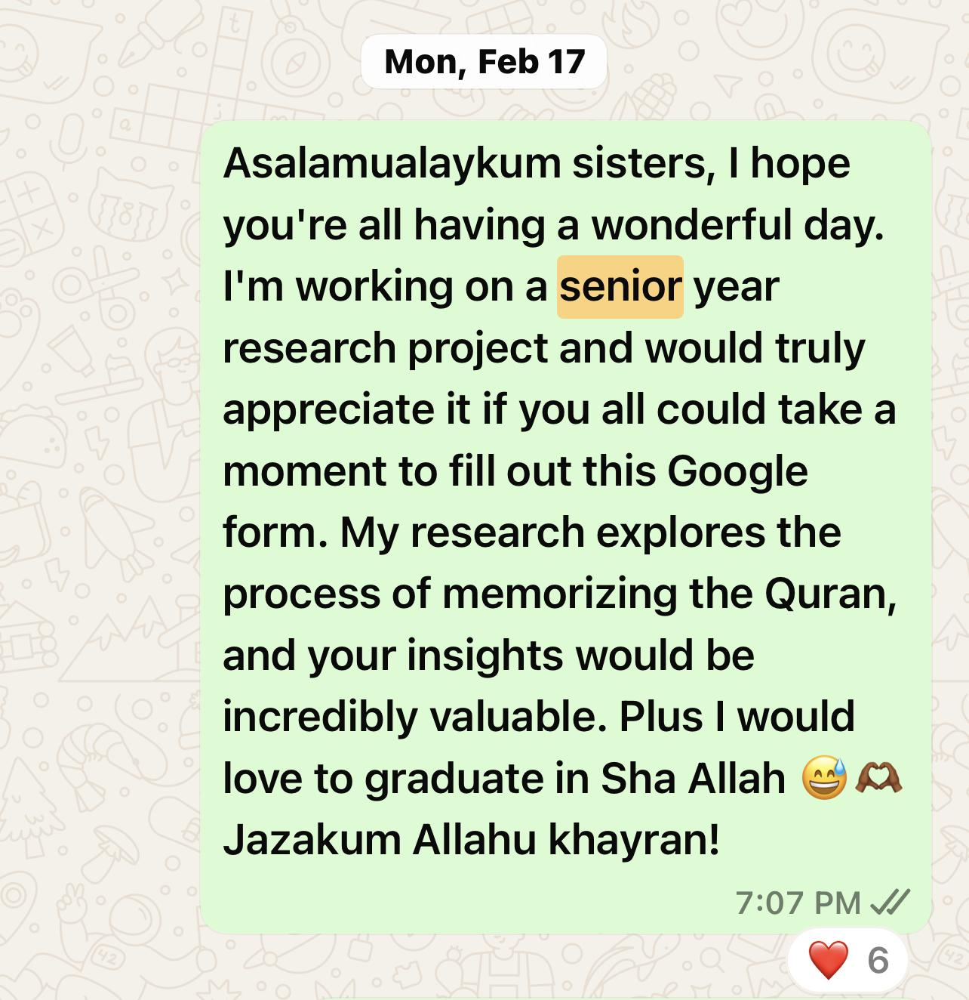 Mon, Feb 17
Asalamualaykum sisters, I hope
you're all having a wonderful day.
I'm working on a senior year
research project and would truly
appreciate it if you all could take a
moment to fill out this Google
form. My research explores the
process of memorizing the Quran,
and your insights would be
incredibly valuable. Plus I would
love to graduate in Sha Allah 😅🫶🏾
Jazakum Allahu khayran!
7:07 PM
❤️ 6